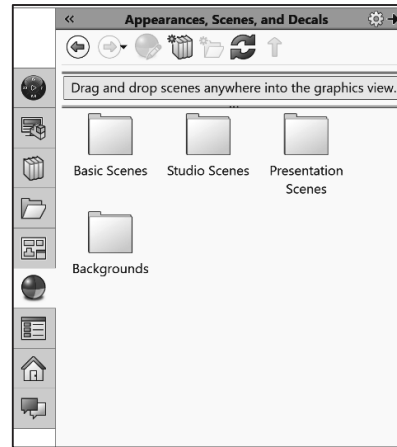 Appearances, Scenes, and Decals
Drag and drop scenes anywhere into the graphics view.
Basic Scenes
Studio Scenes
Presentation
Scenes
Backgrounds